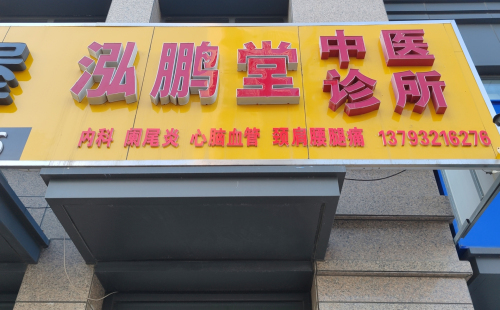 泓鹏堂 中医诊所
内科 阑尾炎 心脑血管 颈肩腰腿痛 13793216276